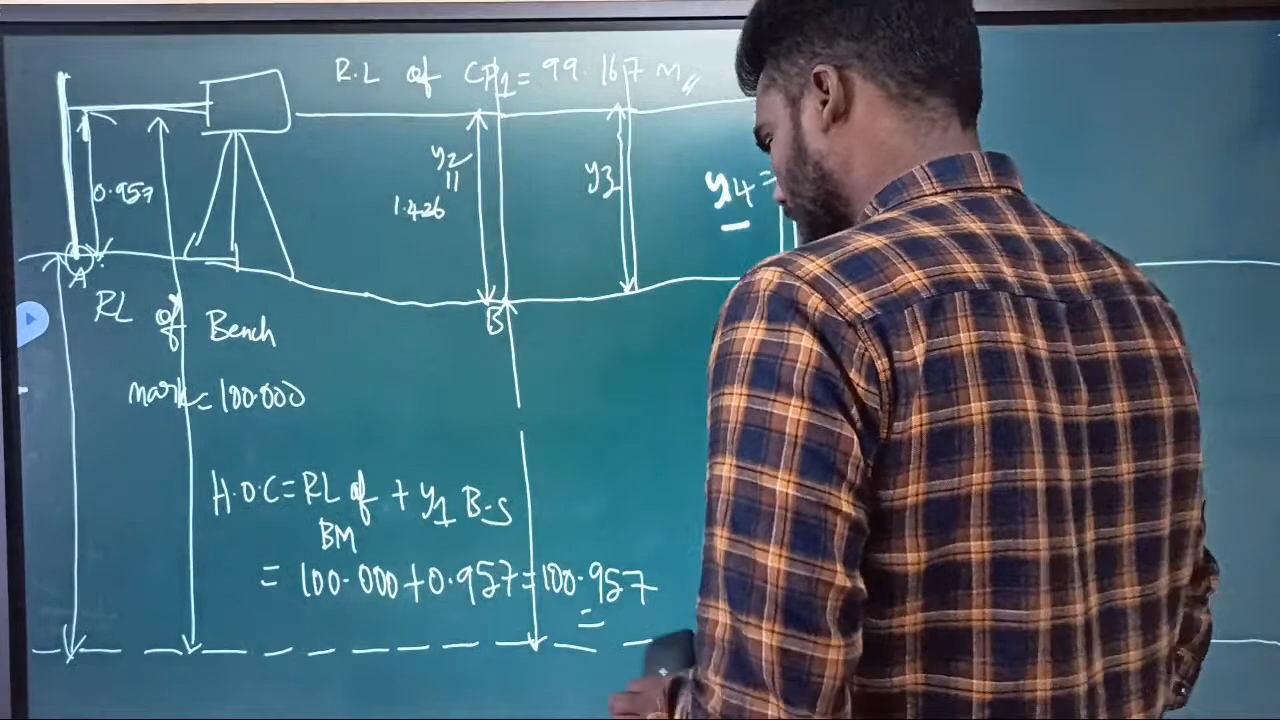 R.L of CP1 = 99.167 m
0.957
y2
11
1.426
y3
y4 =
A
B
RL of Bench
mark = 100.000
H.O.C = RL of + y1 B.S
BM
= 100.000 + 0.957 = 100.957